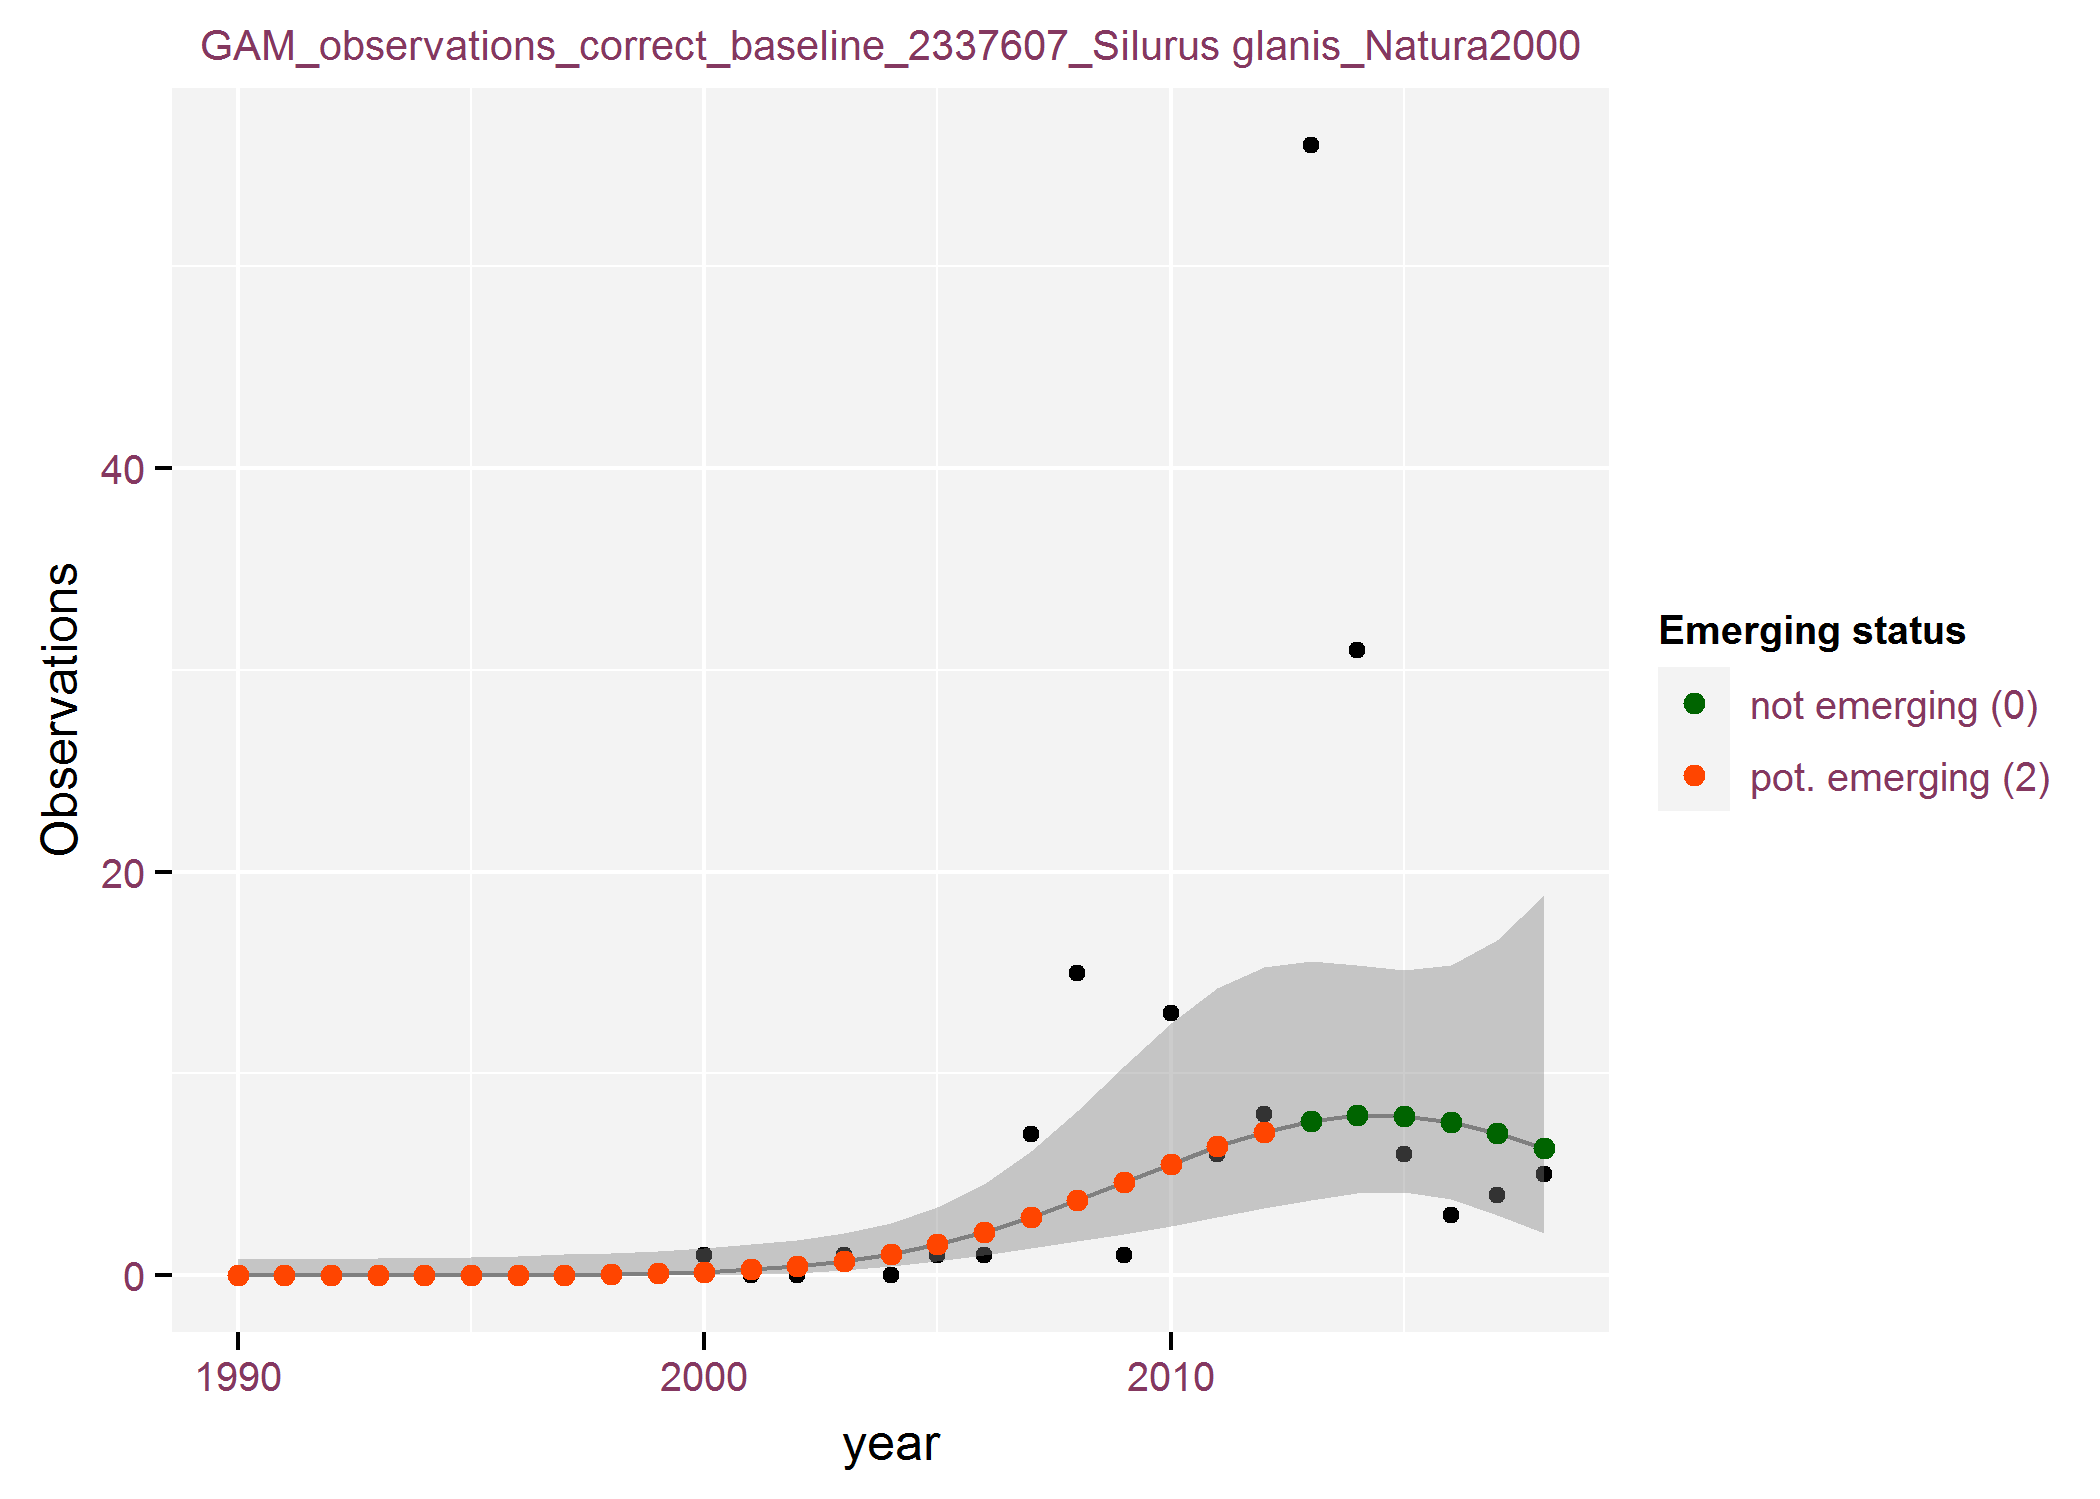 GAM_observations_correct_baseline_2337607_Silurus glanis_Natura2000
Observations
40
20
0
1990
2000
2010
year
Emerging status
not emerging (0)
pot. emerging (2)